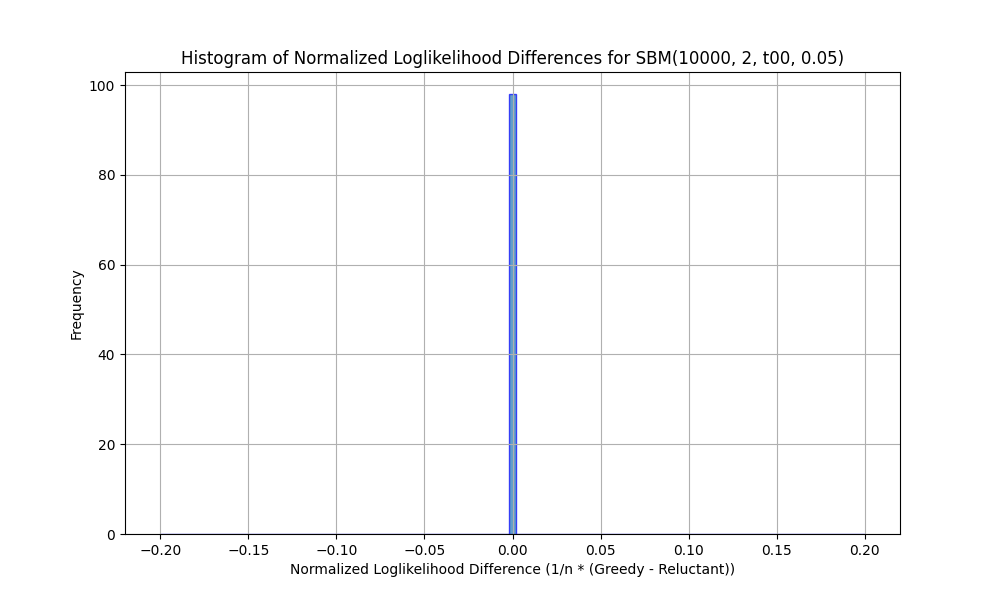 Histogram of Normalized Loglikelihood Differences for SBM(10000, 2, t00, 0.05)
100
80
60
40
20
0
Frequency
−0.20 −0.15 −0.10 −0.05 0.00 0.05 0.10 0.15 0.20
Normalized Loglikelihood Difference (1/n * (Greedy - Reluctant))